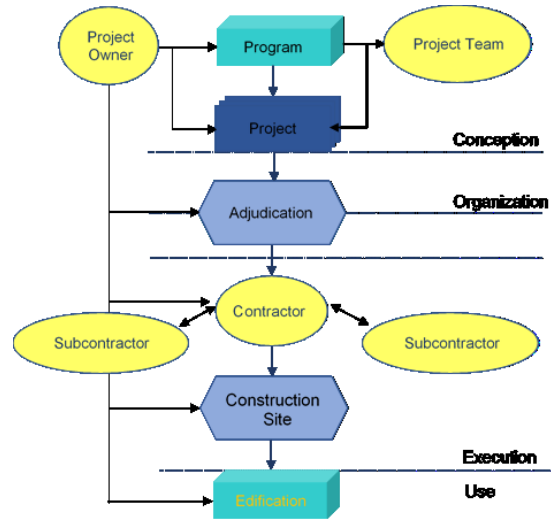 Project
Owner
Program
Project Team
Project
Conception
Adjudication
Organization
Contractor
Subcontractor
Subcontractor
Construction
Site
Execution
Use
Edification